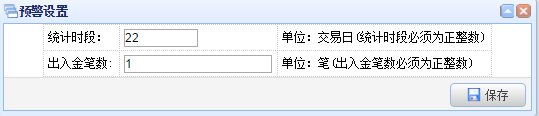 预警设置
统计时段： 22 单位：交易日(统计时段必须为正整数)
出入金笔数: 1 单位：笔(出入金笔数必须为正整数)
保存